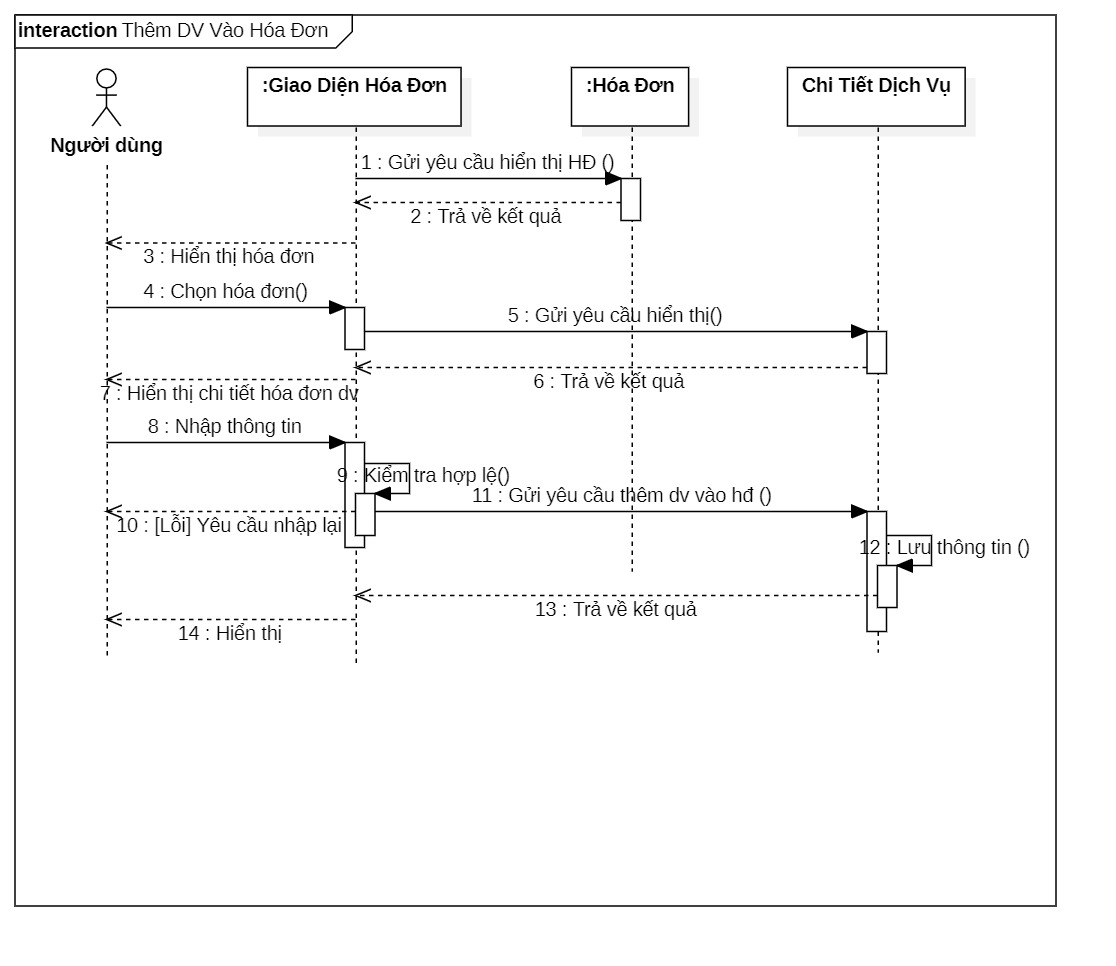 interaction Thêm DV Vào Hóa Đơn
:Giao Diện Hóa Đơn
:Hóa Đơn
Chi Tiết Dịch Vụ
Người dùng
1 : Gửi yêu cầu hiển thị HĐ ()
2 : Trả về kết quả
3 : Hiển thị hóa đơn
4 : Chọn hóa đơn()
5 : Gửi yêu cầu hiển thị()
6 : Trả về kết quả
7 : Hiển thị chi tiết hóa đơn dv
8 : Nhập thông tin
9 : Kiểm tra hợp lệ()
11 : Gửi yêu cầu thêm dv vào hđ ()
10 : [Lỗi] Yêu cầu nhập lại
12 : Lưu thông tin ()
13 : Trả về kết quả
14 : Hiển thị